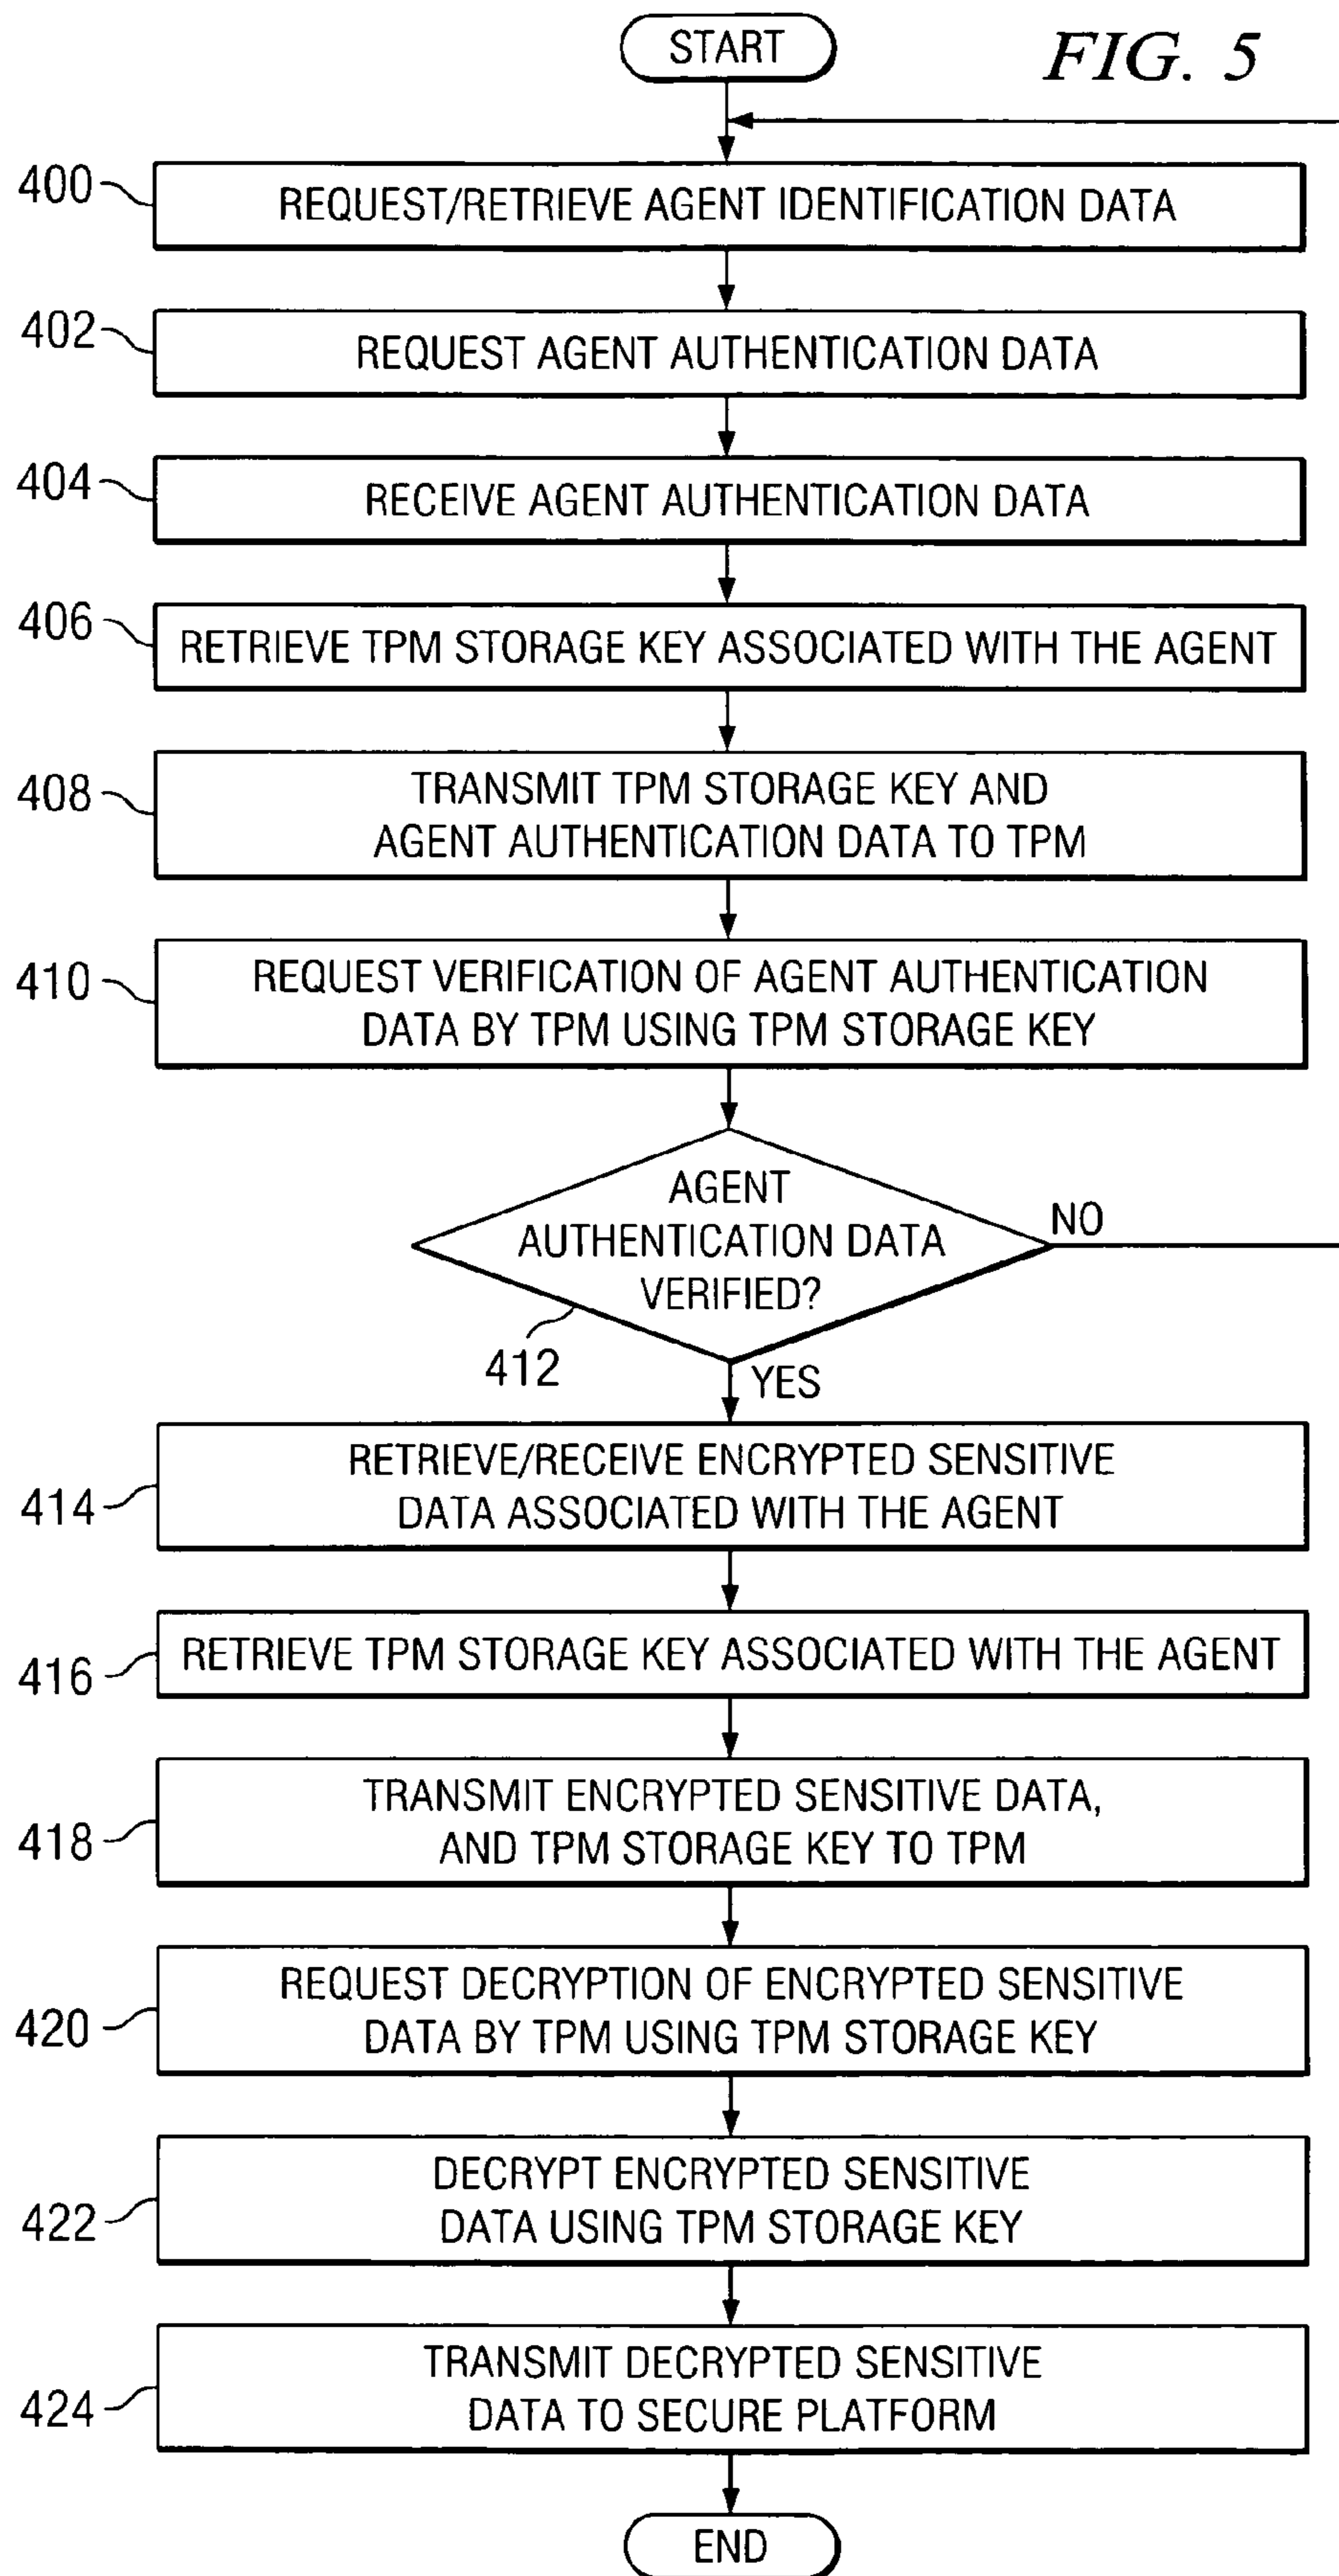 START
FIG. 5
400
REQUEST/RETRIEVE AGENT IDENTIFICATION DATA
402
REQUEST AGENT AUTHENTICATION DATA
404
RECEIVE AGENT AUTHENTICATION DATA
406
RETRIEVE TPM STORAGE KEY ASSOCIATED WITH THE AGENT
408
TRANSMIT TPM STORAGE KEY AND
AGENT AUTHENTICATION DATA TO TPM
410
REQUEST VERIFICATION OF AGENT AUTHENTICATION
DATA BY TPM USING TPM STORAGE KEY
AGENT
AUTHENTICATION DATA
VERIFIED?
NO
412
YES
414
RETRIEVE/RECEIVE ENCRYPTED SENSITIVE
DATA ASSOCIATED WITH THE AGENT
416
RETRIEVE TPM STORAGE KEY ASSOCIATED WITH THE AGENT
418
TRANSMIT ENCRYPTED SENSITIVE DATA,
AND TPM STORAGE KEY TO TPM
420
REQUEST DECRYPTION OF ENCRYPTED SENSITIVE
DATA BY TPM USING TPM STORAGE KEY
422
DECRYPT ENCRYPTED SENSITIVE
DATA USING TPM STORAGE KEY
424
TRANSMIT DECRYPTED SENSITIVE
DATA TO SECURE PLATFORM
END